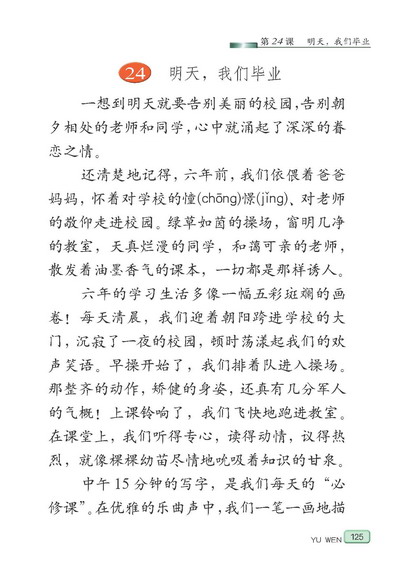 第24课　明天，我们毕业
24　明天，我们毕业
一想到明天就要告别美丽的校园，告别朝
夕相处的老师和同学，心中就涌起了深深的眷
恋之情。
还清楚地记得，六年前，我们依偎着爸爸
妈妈，怀着对学校的憧(chōng)憬(jǐng)、对老师
的敬仰走进校园。绿草如茵的操场，窗明几净
的教室，天真烂漫的同学，和蔼可亲的老师，
散发着油墨香气的课本，一切都是那样诱人。
六年的学习生活多像一幅五彩斑斓的画
卷！每天清晨，我们迎着朝阳跨进学校的大
门，沉寂了一夜的校园，顿时荡漾起我们的欢
声笑语。早操开始了，我们排着队进入操场。
那整齐的动作，矫健的身姿，还真有几分军人
的气概！上课铃响了，我们飞快地跑进教室。
在课堂上，我们听得专心，读得动情，议得热
烈，就像棵棵幼苗尽情地吮吸着知识的甘泉。
中午15分钟的写字，是我们每天的“必
修课”。在优雅的乐曲声中，我们一笔一画地描
YU WEN 125